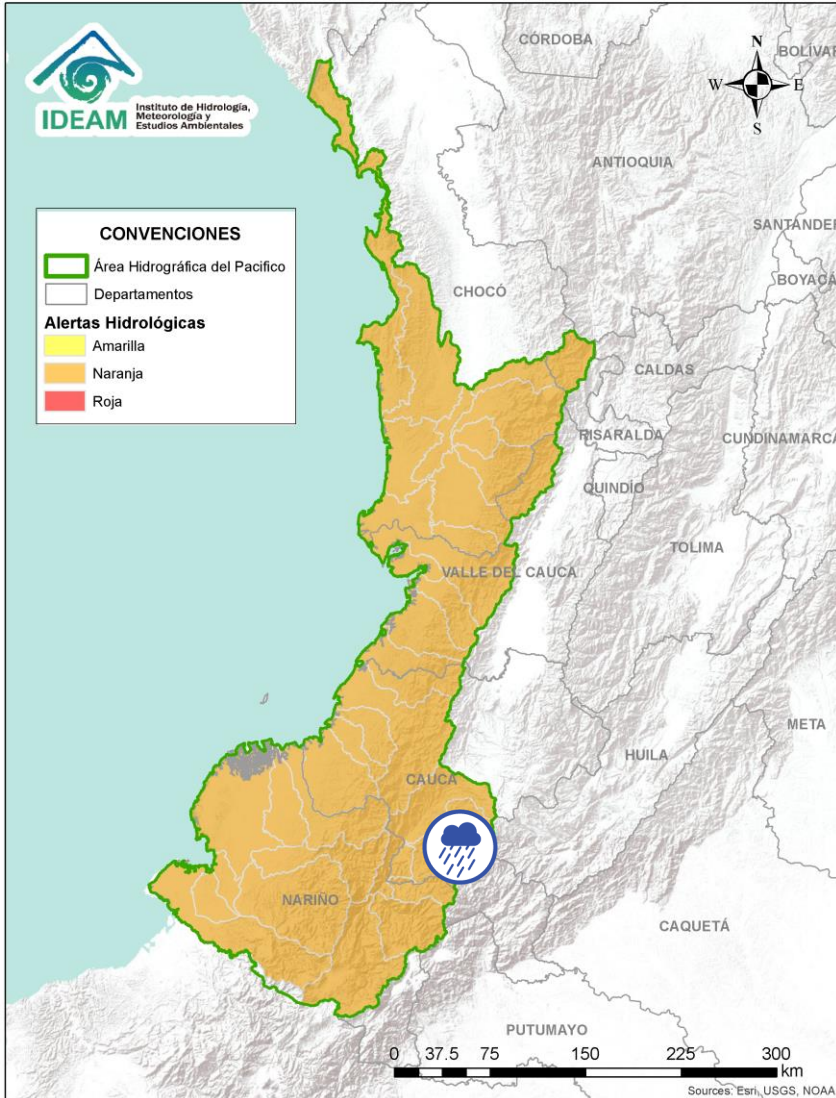 IDEAM
Instituto de Hidrología,
Meteorología y
Estudios Ambientales
CÓRDOBA
BOLÍVAR
N
W
E
S
ANTIOQUIA
SANTANDER
BOYACÁ
CONVENCIONES
Área Hidrográfica del Pacifico
Departamentos
Alertas Hidrológicas
Amarilla
Naranja
Roja
CHOCÓ
CALDAS
RISARALDA
CUNDINAMARCA
QUINDÍO
TOLIMA
VALLE DEL CAUCA
META
HUILA
CAUCA
NARIÑO
CAQUETÁ
PUTUMAYO
0 37.5 75 150 225 300
km
Sources: Esri, USGS, NOAA